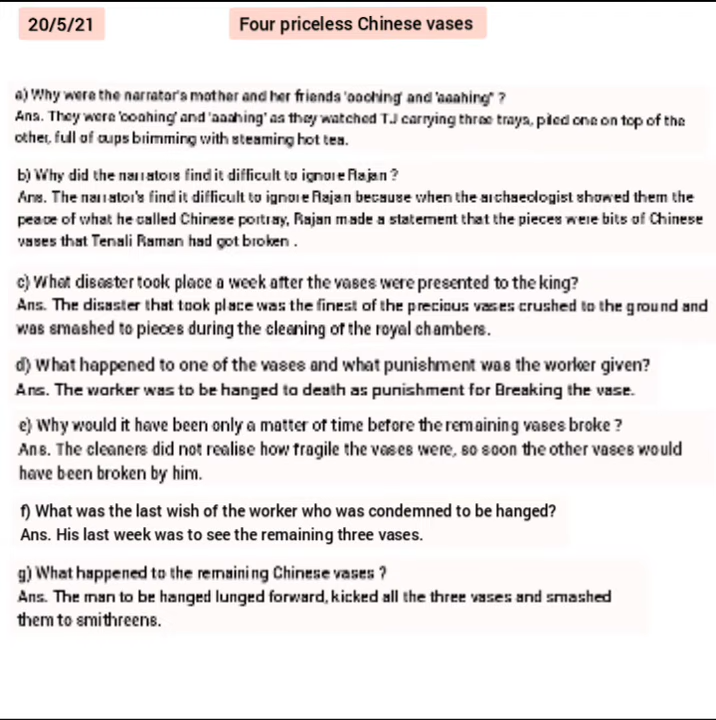 20/5/21
Four priceless Chinese vases
a) Why were the narrator's mother and her friends 'ooohing' and 'aaahing" ?
Ans. They were 'ooohing' and 'aaahing' as they watched TJ carrying three trays, piled one on top of the
other, full of cups brimming with steaming hot tea.
b) Why did the narrators find it difficult to ignore Rajan ?
Ans. The narrator's find it difficult to ignore Rajan because when the archaeologist showed them the
peace of what he called Chinese portray, Rajan made a statement that the pieces were bits of Chinese
vases that Tenali Raman had got broken .
c) What disaster took place a week after the vases were presented to the king?
Ans. The disaster that took place was the finest of the precious vases crushed to the ground and
was smashed to pieces during the cleaning of the royal chambers.
d) What happened to one of the vases and what punishment was the worker given?
Ans. The worker was to be hanged to death as punishment for Breaking the vase.
e) Why would it have been only a matter of time before the remaining vases broke ?
Ans. The cleaners did not realise how fragile the vases were, so soon the other vases would
have been broken by him.
f) What was the last wish of the worker who was condemned to be hanged?
Ans. His last week was to see the remaining three vases.
g) What happened to the remaining Chinese vases ?
Ans. The man to be hanged lunged forward, kicked all the three vases and smashed
them to smithreens.